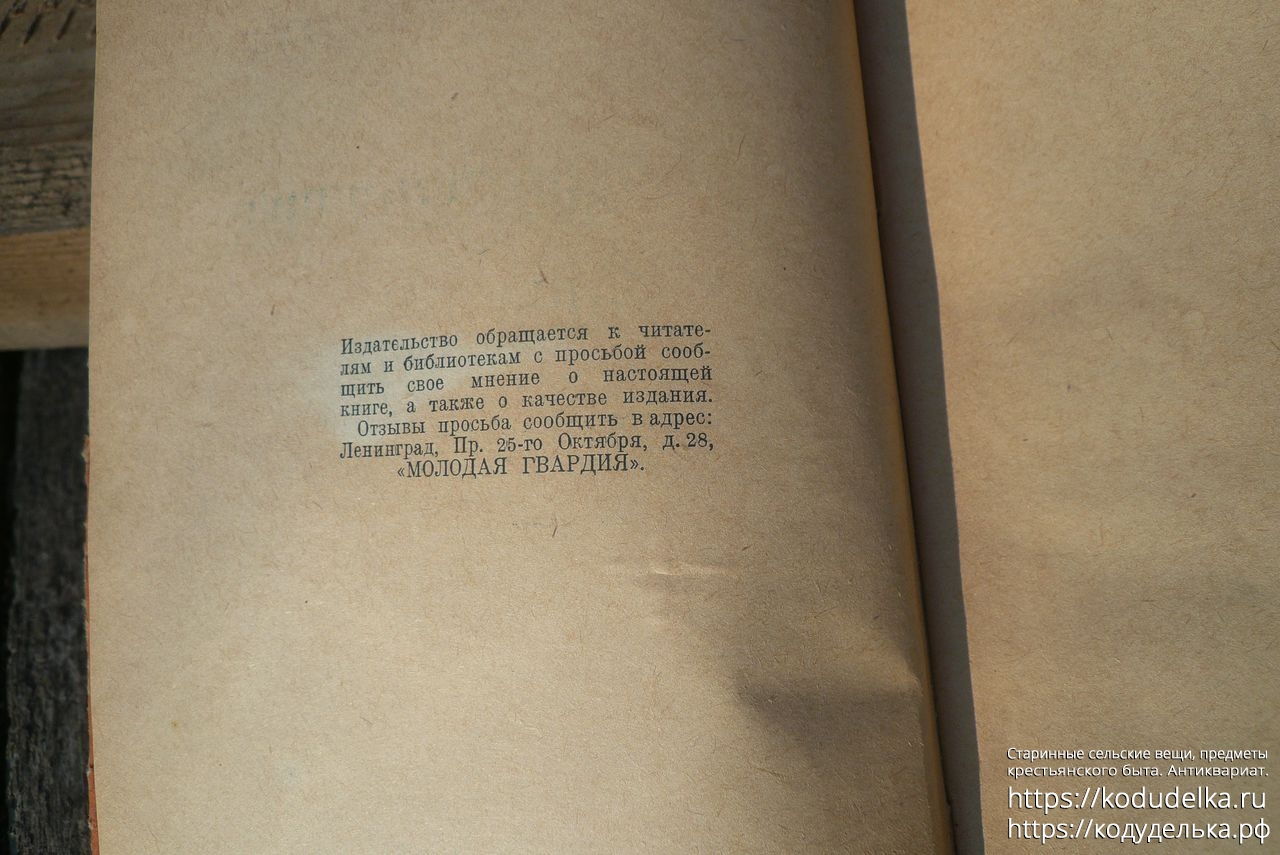 Издательство обращается к читате-
лям и библиотекам с просьбой сооб-
щить свое мнение о настоящей
книге, а также о качестве издания.
Отзывы просьба сообщить в адрес:
Ленинград, Пр. 25-го Октября, д. 28,
«МОЛОДАЯ ГВАРДИЯ».
Старинные сельские вещи, предметы
крестьянского быта. Антиквариат.
https://kodudelka.ru
https://кодуделька.рф